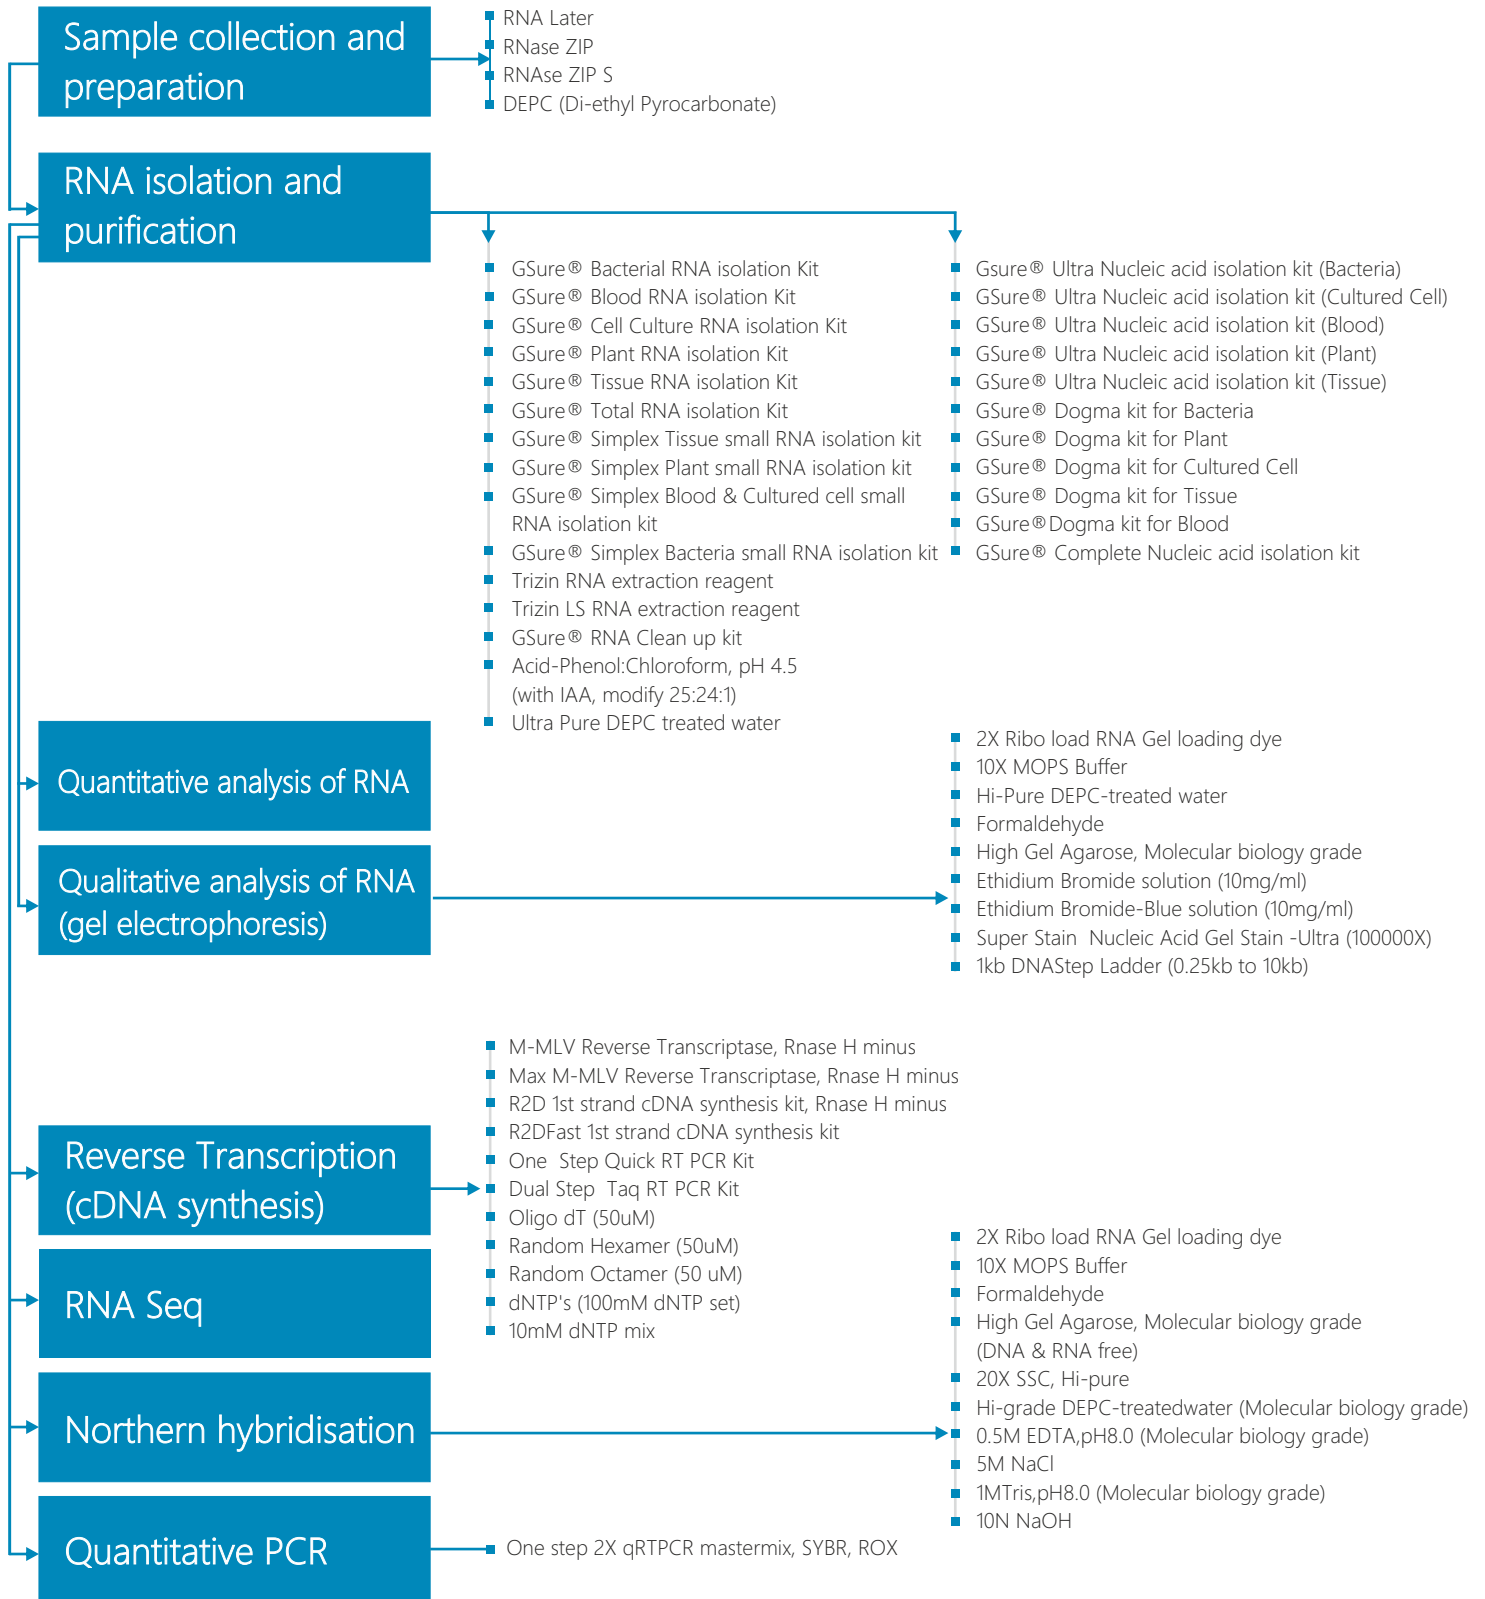 Sample collection and
preparation
RNA Later
RNase ZIP
RNAse ZIP S
DEPC (Di-ethyl Pyrocarbonate)
RNA isolation and
purification
GSure® Bacterial RNA isolation Kit
GSure® Blood RNA isolation Kit
GSure® Cell Culture RNA isolation Kit
GSure® Plant RNA isolation Kit
GSure® Tissue RNA isolation Kit
GSure® Total RNA isolation Kit
GSure® Simplex Tissue small RNA isolation kit
GSure® Simplex Plant small RNA isolation kit
GSure® Simplex Blood & Cultured cell small
RNA isolation kit
GSure® Simplex Bacteria small RNA isolation kit
Trizin RNA extraction reagent
Trizin LS RNA extraction reagent
GSure® RNA Clean up kit
Acid-Phenol:Chloroform, pH 4.5
(with IAA, modify 25:24:1)
Ultra Pure DEPC treated water
Gsure® Ultra Nucleic acid isolation kit (Bacteria)
GSure® Ultra Nucleic acid isolation kit (Cultured Cell)
GSure® Ultra Nucleic acid isolation kit (Blood)
GSure® Ultra Nucleic acid isolation kit (Plant)
GSure® Ultra Nucleic acid isolation kit (Tissue)
GSure® Dogma kit for Bacteria
GSure® Dogma kit for Plant
GSure® Dogma kit for Cultured Cell
GSure® Dogma kit for Tissue
GSure®Dogma kit for Blood
GSure® Complete Nucleic acid isolation kit
Quantitative analysis of RNA
Qualitative analysis of RNA
(gel electrophoresis)
2X Ribo load RNA Gel loading dye
10X MOPS Buffer
Hi-Pure DEPC-treated water
Formaldehyde
High Gel Agarose, Molecular biology grade
Ethidium Bromide solution (10mg/ml)
Ethidium Bromide-Blue solution (10mg/ml)
Super Stain  Nucleic Acid Gel Stain -Ultra (100000X)
1kb DNAStep Ladder (0.25kb to 10kb)
Reverse Transcription
(cDNA synthesis)
M-MLV Reverse Transcriptase, Rnase H minus
Max M-MLV Reverse Transcriptase, Rnase H minus
R2D 1st strand cDNA synthesis kit, Rnase H minus
R2DFast 1st strand cDNA synthesis kit
One  Step Quick RT PCR Kit
Dual Step  Taq RT PCR Kit
Oligo dT (50uM)
Random Hexamer (50uM)
Random Octamer (50 uM)
dNTP's (100mM dNTP set)
10mM dNTP mix
RNA Seq
Northern hybridisation
2X Ribo load RNA Gel loading dye
10X MOPS Buffer
Formaldehyde
High Gel Agarose, Molecular biology grade
(DNA & RNA free)
20X SSC, Hi-pure
Hi-grade DEPC-treatedwater (Molecular biology grade)
0.5M EDTA,pH8.0 (Molecular biology grade)
5M NaCl
1MTris,pH8.0 (Molecular biology grade)
10N NaOH
Quantitative PCR
One step 2X qRTPCR mastermix, SYBR, ROX